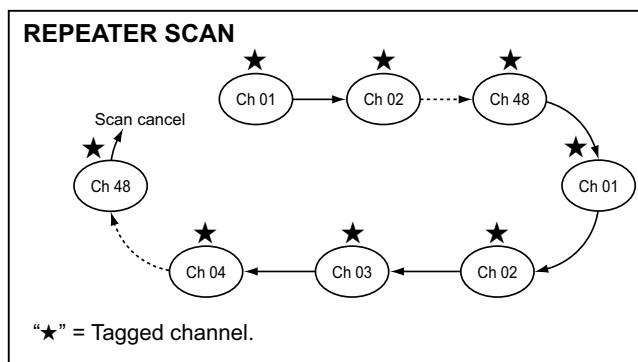 REPEATER SCAN
Ch 01
Ch 02
Ch 48
Scan cancel
Ch 48
Ch 01
Ch 04
Ch 03
Ch 02
“★” = Tagged channel.